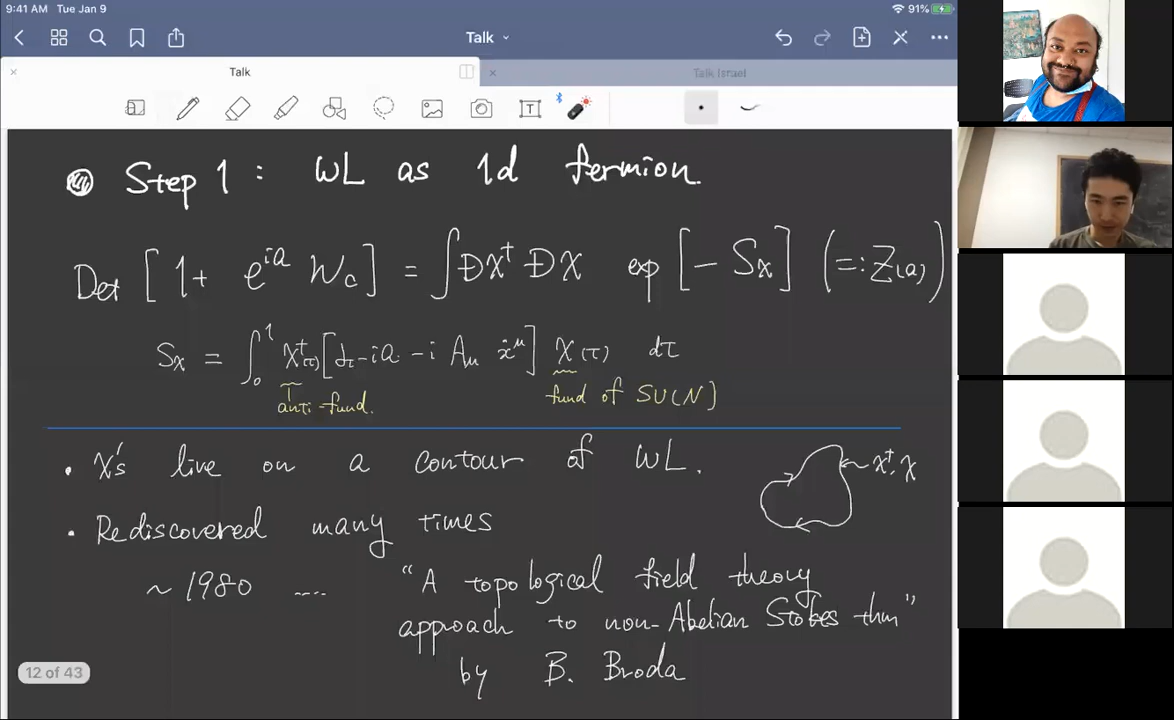 9:41 AM Tue Jan 9
91%
Talk
Talk
Talk Israel
Step 1 : WL as 1d fermion.
Det [ 1+ e^{ia} W_c ] = ∫ Dχ† Dχ exp [ - S_χ ] (=: Z(a))
S_χ = ∫_0^1 χ†(τ) [ ∂_τ - ia - i A_μ ẋ^μ ] χ(τ) dτ
anti-fund. fund of SU(N)
• χ's live on a contour of WL.
χ†, χ
• Rediscovered many times
~ 1980 ....
"A topological field theory
approach to non-Abelian Stokes thm"
by B. Broda
12 of 43